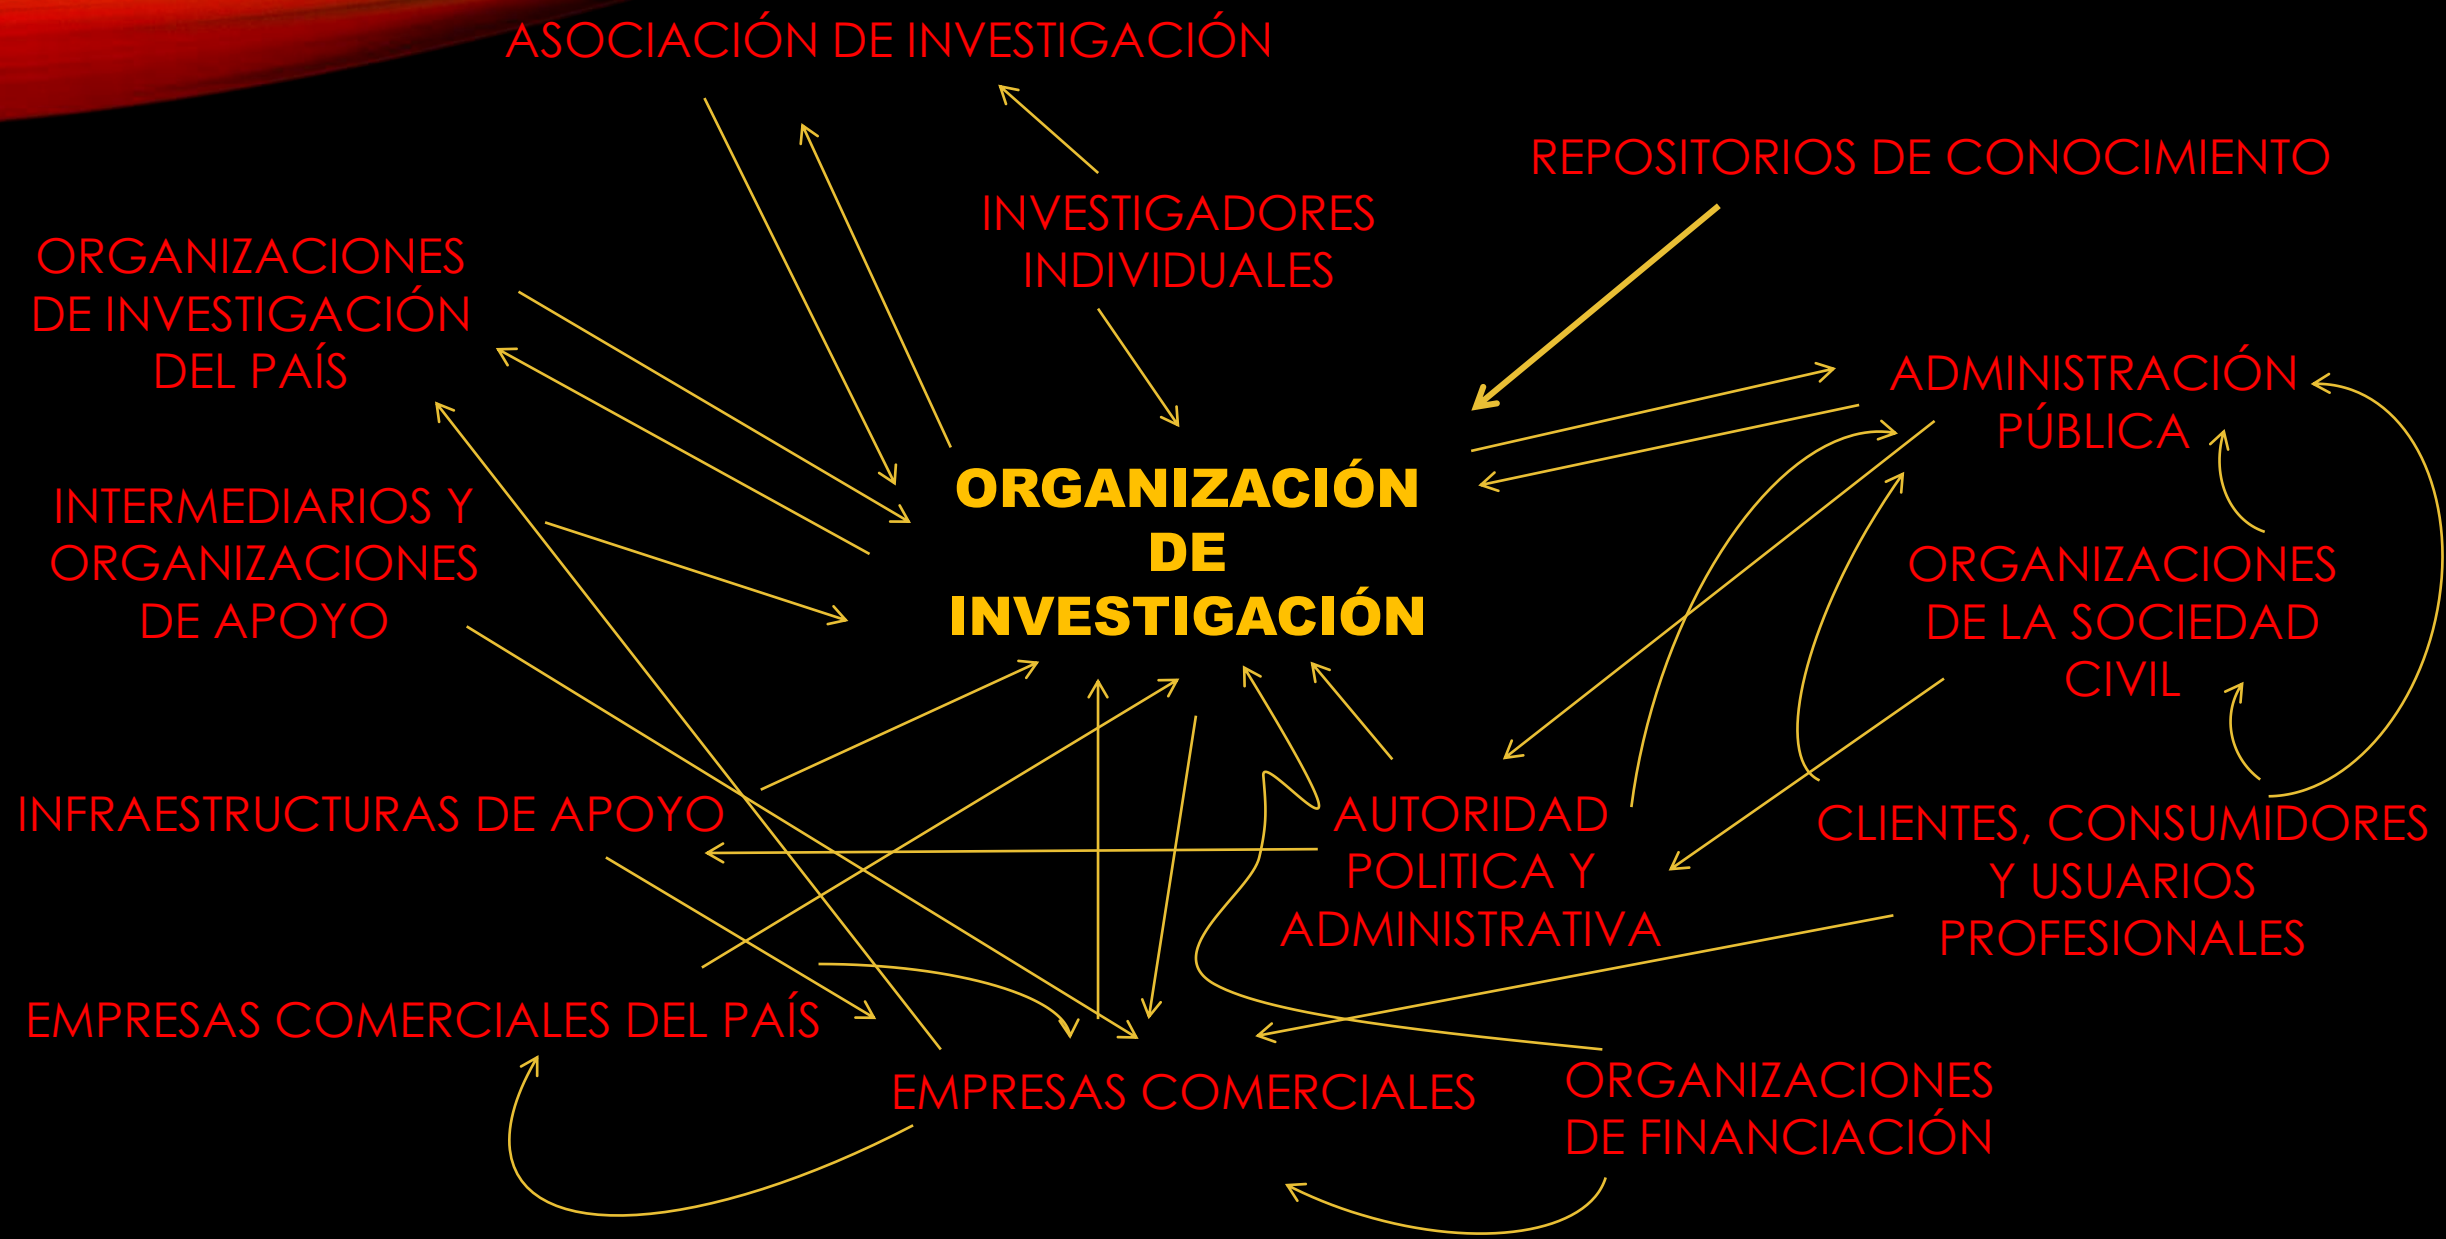 ASOCIACIÓN DE INVESTIGACIÓN
REPOSITORIOS DE CONOCIMIENTO
INVESTIGADORES
INDIVIDUALES
ORGANIZACIONES
DE INVESTIGACIÓN
DEL PAÍS
ADMINISTRACIÓN
PÚBLICA
ORGANIZACIÓN
DE
INVESTIGACIÓN
INTERMEDIARIOS Y
ORGANIZACIONES
DE APOYO
ORGANIZACIONES
DE LA SOCIEDAD
CIVIL
INFRAESTRUCTURAS DE APOYO
AUTORIDAD
POLITICA Y
ADMINISTRATIVA
CLIENTES, CONSUMIDORES
Y USUARIOS
PROFESIONALES
EMPRESAS COMERCIALES DEL PAÍS
EMPRESAS COMERCIALES
ORGANIZACIONES
DE FINANCIACIÓN